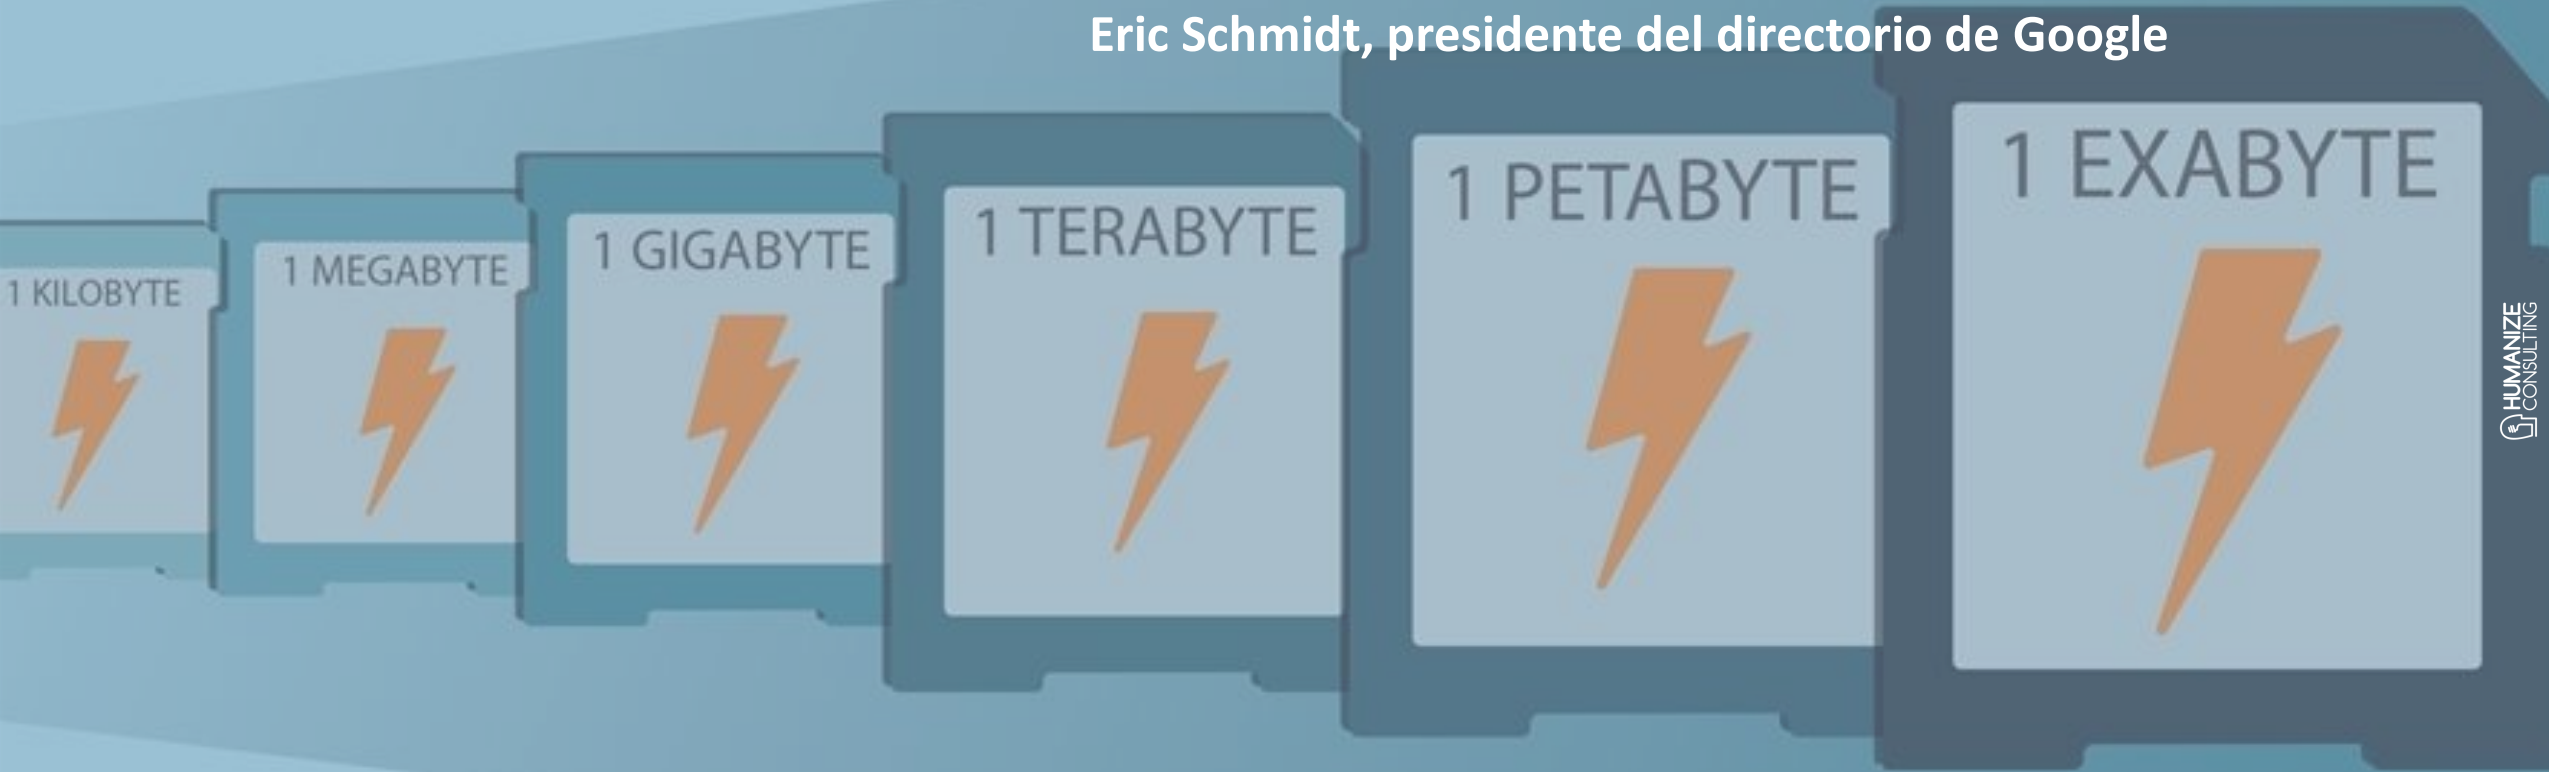 Eric Schmidt, presidente del directorio de Google
1 KILOBYTE
1 MEGABYTE
1 GIGABYTE
1 TERABYTE
1 PETABYTE
1 EXABYTE
HUMANIZE
CONSULTING